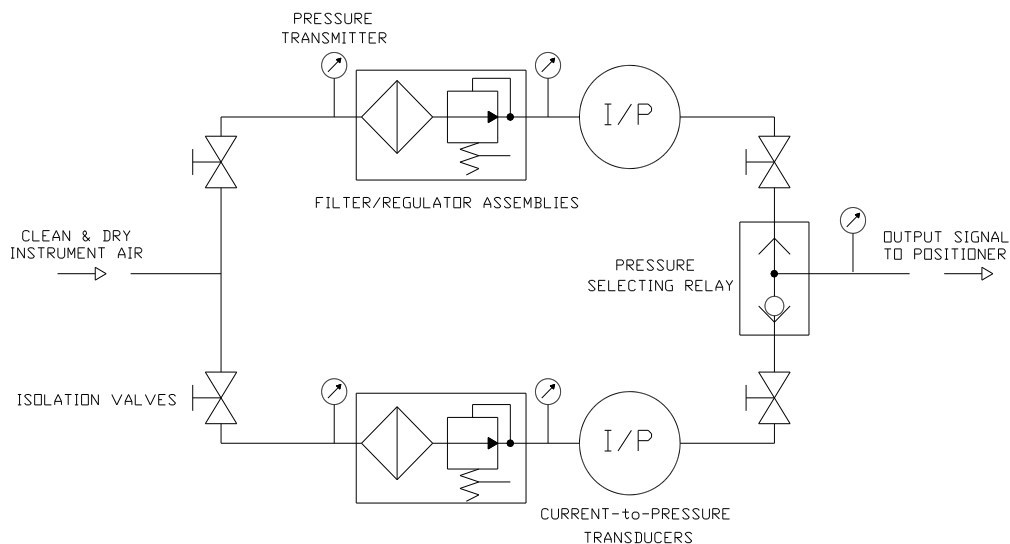 PRESSURE
TRANSMITTER
I/P
FILTER/REGULATOR ASSEMBLIES
CLEAN & DRY
INSTRUMENT AIR
OUTPUT SIGNAL
TO POSITIONER
PRESSURE
SELECTING RELAY
ISOLATION VALVES
I/P
CURRENT-to-PRESSURE
TRANSDUCERS